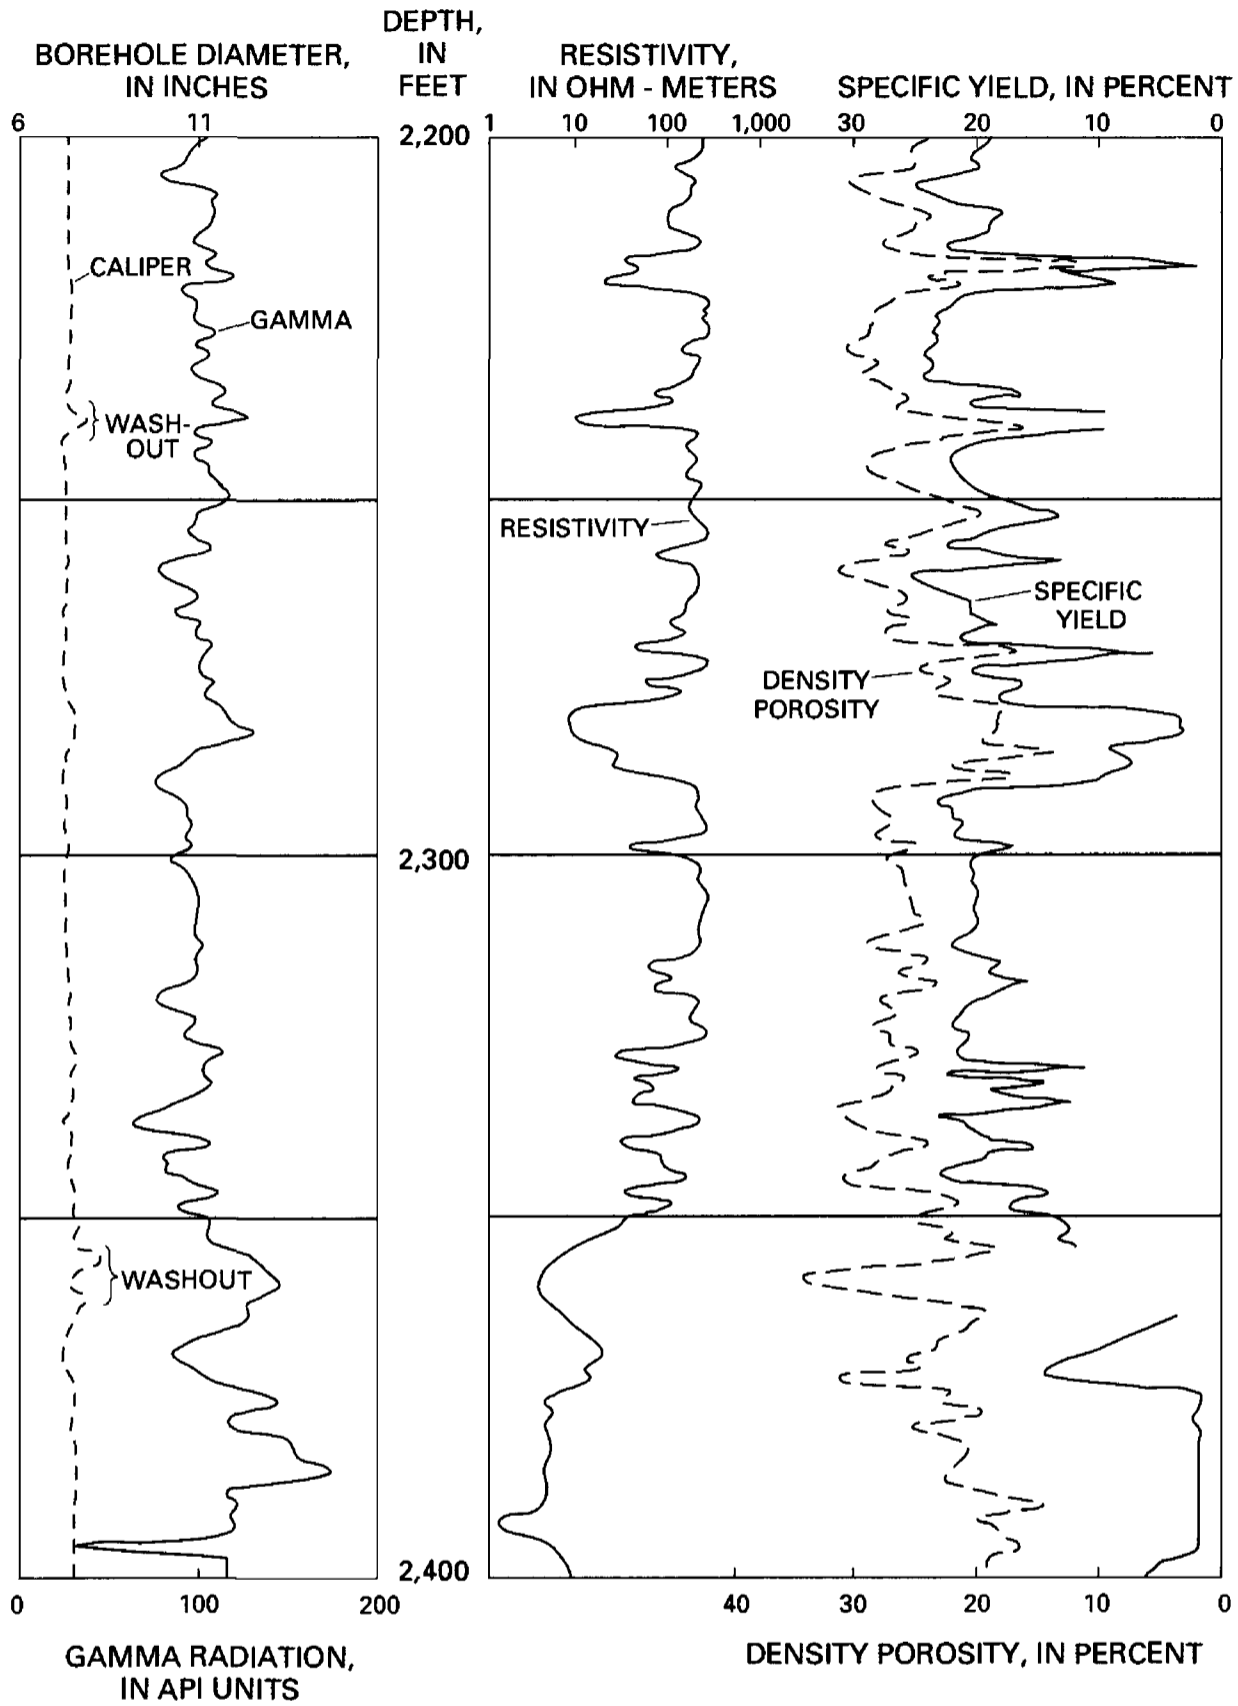 BOREHOLE DIAMETER,
IN INCHES
6 11
DEPTH,
IN
FEET
RESISTIVITY,
IN OHM - METERS
1 10 100 1,000
SPECIFIC YIELD, IN PERCENT
30 20 10 0
2,200
CALIPER
GAMMA
WASH-
OUT
RESISTIVITY
SPECIFIC
YIELD
DENSITY
POROSITY
2,300
WASHOUT
2,400
0 100 200
GAMMA RADIATION,
IN API UNITS
40 30 20 10 0
DENSITY POROSITY, IN PERCENT